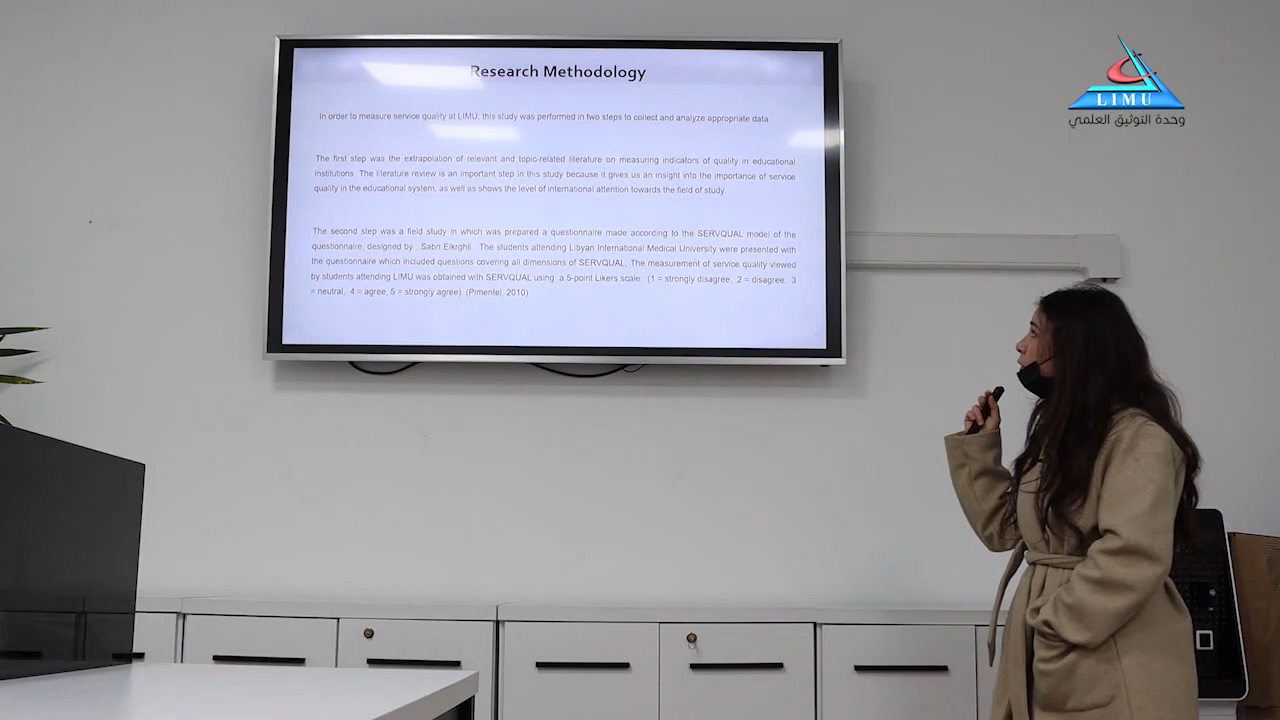 Research Methodology
In order to measure service quality at LIMU, this study was performed in two steps to collect and analyze appropriate data
The first step was the extrapolation of relevant and topic-related literature on measuring indicators of quality in educational
institutions. The literature review is an important step in this study because it gives us an insight into the importance of service
quality in the educational system, as well as shows the level of international attention towards the field of study.
The second step was a field study in which was prepared a questionnaire made according to the SERVQUAL model of the
questionnaire, designed by . Sabri Elkrghli . The students attending Libyan International Medical University were presented with
the questionnaire which included questions covering all dimensions of SERVQUAL; The measurement of service quality viewed
by students attending LIMU was obtained with SERVQUAL using a 5-point Likers scale: (1 = strongly disagree, 2 = disagree, 3
= neutral, 4 = agree, 5 = strongly agree) (Pimentel, 2010)
LIMU
وحدة التوثيق العلمي